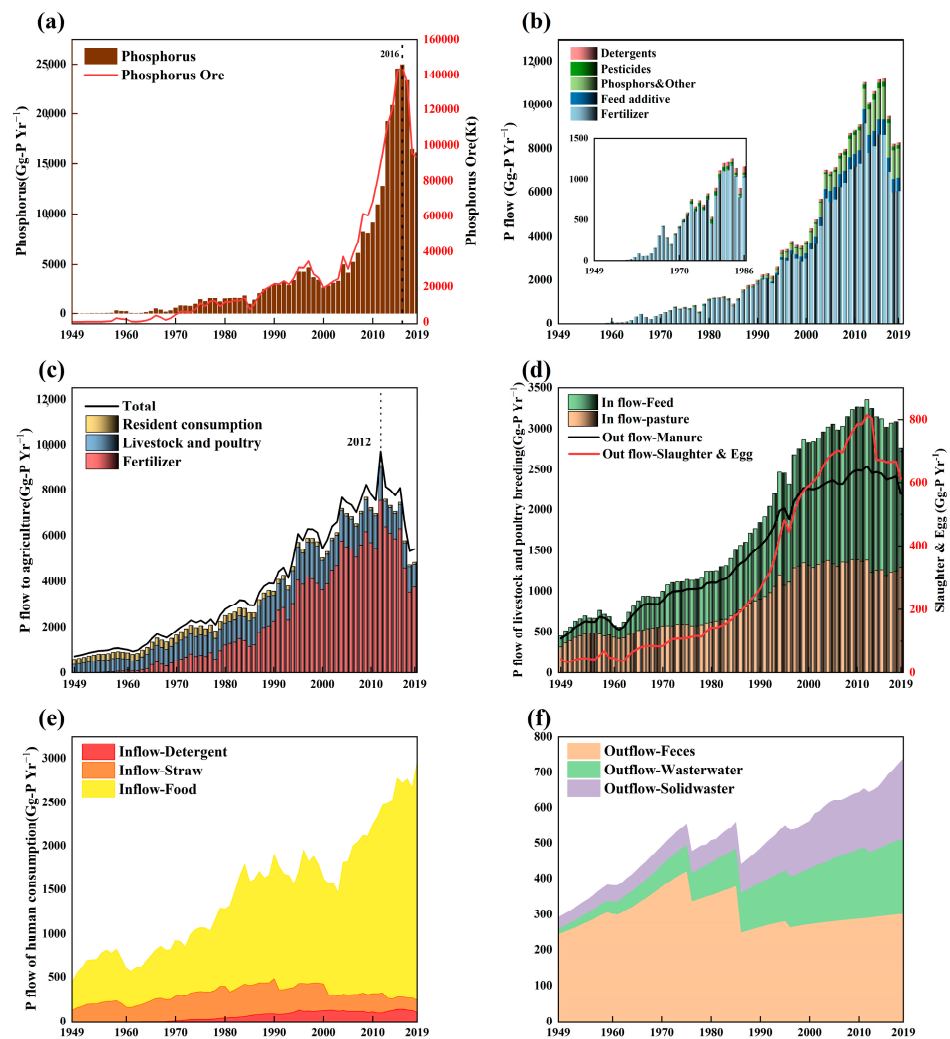 (a)
Phosphorus(Gg-P Yr⁻¹)
25000
20000
15000
10000
5000
0
Phosphorus
Phosphorus Ore
2016
160000
140000
120000
100000
80000
60000
40000
20000
0
Phosphorus Ore(Kt)
1949 1960 1970 1980 1990 2000 2010 2019
(b)
P flow (Gg-P Yr⁻¹)
12000
10000
8000
6000
4000
2000
0
Detergents
Pesticides
Phosphors&Other
Feed additive
Fertilizer
1500
1000
500
0
1949 1970 1986
1949 1960 1970 1980 1990 2000 2010 2019
(c)
P flow to agriculture(Gg-P Yr⁻¹)
12000
10000
8000
6000
4000
2000
0
Total
Resident consumption
Livestock and poultry
Fertilizer
2012
1949 1960 1970 1980 1990 2000 2010 2019
(d)
P flow of livestock and poultry breeding(Gg-P Yr⁻¹)
3500
3000
2500
2000
1500
1000
500
0
In flow-Feed
In flow-pasture
Out flow-Manure
Out flow-Slaughter & Egg
800
600
400
200
0
Slaughter & Egg (Gg-P Yr⁻¹)
1949 1960 1970 1980 1990 2000 2010 2019
(e)
P flow of human consumption(Gg-P Yr⁻¹)
3000
2500
2000
1500
1000
500
0
Inflow-Detergent
Inflow-Straw
Inflow-Food
1949 1960 1970 1980 1990 2000 2010 2019
(f)
800
700
600
500
400
300
200
100
0
Outflow-Feces
Outflow-Wasterwater
Outflow-Solidwaster
1949 1960 1970 1980 1990 2000 2010 2019